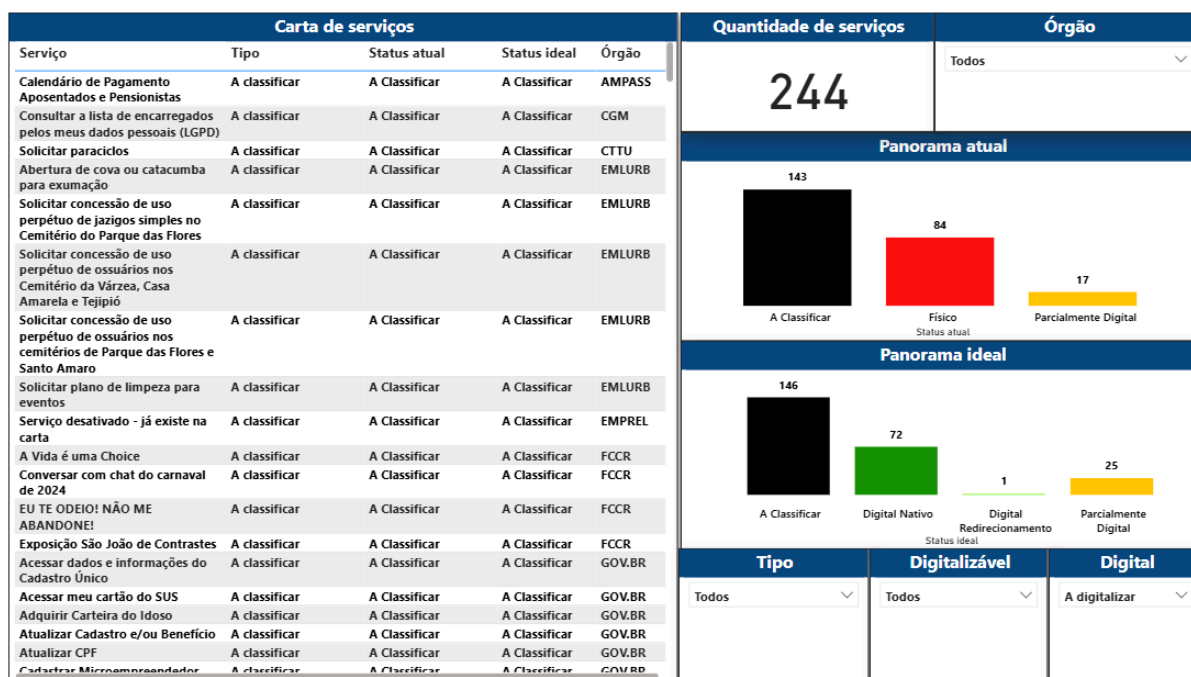 Carta de serviços
Serviço Tipo Status atual Status ideal Órgão
Calendário de Pagamento
Aposentados e Pensionistas
A classificar A Classificar A Classificar AMPASS
Consultar a lista de encarregados
pelos meus dados pessoais (LGPD)
A classificar A Classificar A Classificar CGM
Solicitar paraciclos A classificar A Classificar A Classificar CTTU
Abertura de cova ou catacumba
para exumação
A classificar A Classificar A Classificar EMLURB
Solicitar concessão de uso
perpétuo de jazigos simples no
Cemitério do Parque das Flores
A classificar A Classificar A Classificar EMLURB
Solicitar concessão de uso
perpétuo de ossuários nos
Cemitério da Várzea, Casa
Amarela e Tejipió
A classificar A Classificar A Classificar EMLURB
Solicitar concessão de uso
perpétuo de ossuários nos
cemitérios de Parque das Flores e
Santo Amaro
A classificar A Classificar A Classificar EMLURB
Solicitar plano de limpeza para
eventos
A classificar A Classificar A Classificar EMLURB
Serviço desativado - já existe na
carta
A classificar A Classificar A Classificar EMPREL
A Vida é uma Choice A classificar A Classificar A Classificar FCCR
Conversar com chat do carnaval
de 2024
A classificar A Classificar A Classificar FCCR
EU TE ODEIO! NÃO ME
ABANDONE!
A classificar A Classificar A Classificar FCCR
Exposição São João de Contrastes A classificar A Classificar A Classificar FCCR
Acessar dados e informações do
Cadastro Único
A classificar A Classificar A Classificar GOV.BR
Acessar meu cartão do SUS A classificar A Classificar A Classificar GOV.BR
Adquirir Carteira do Idoso A classificar A Classificar A Classificar GOV.BR
Atualizar Cadastro e/ou Benefício A classificar A Classificar A Classificar GOV.BR
Atualizar CPF A classificar A Classificar A Classificar GOV.BR
Cadastrar Microempreendedor A classificar A Classificar A Classificar GOV.BR
Quantidade de serviços
244
Órgão
Todos
Panorama atual
143
84
17
A Classificar Físico Parcialmente Digital
Status atual
Panorama ideal
146
72
1
25
A Classificar Digital Nativo Digital
Redirecionamento
Parcialmente
Digital
Status ideal
Tipo
Todos
Digitalizável
Todos
Digital
A digitalizar